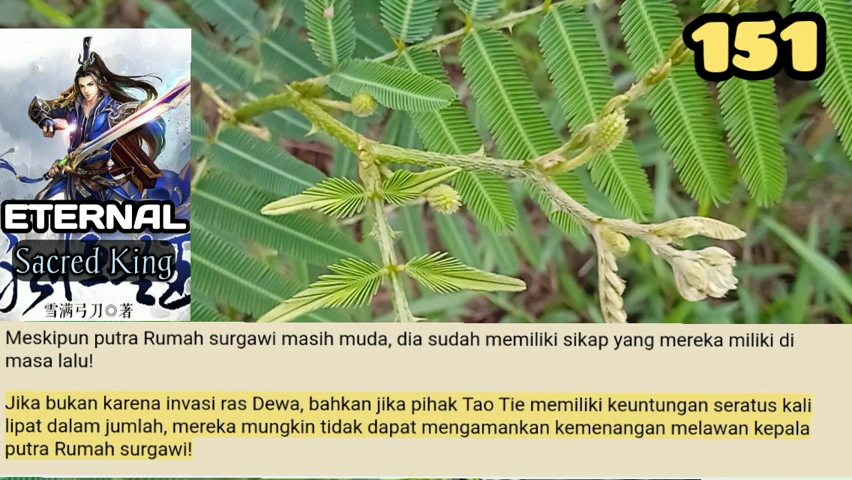 151
ETERNAL
Sacred King
雪满弓刀◎著
Meskipun putra Rumah surgawi masih muda, dia sudah memiliki sikap yang mereka miliki di
masa lalu!
Jika bukan karena invasi ras Dewa, bahkan jika pihak Tao Tie memiliki keuntungan seratus kali
lipat dalam jumlah, mereka mungkin tidak dapat mengamankan kemenangan melawan kepala
putra Rumah surgawi!